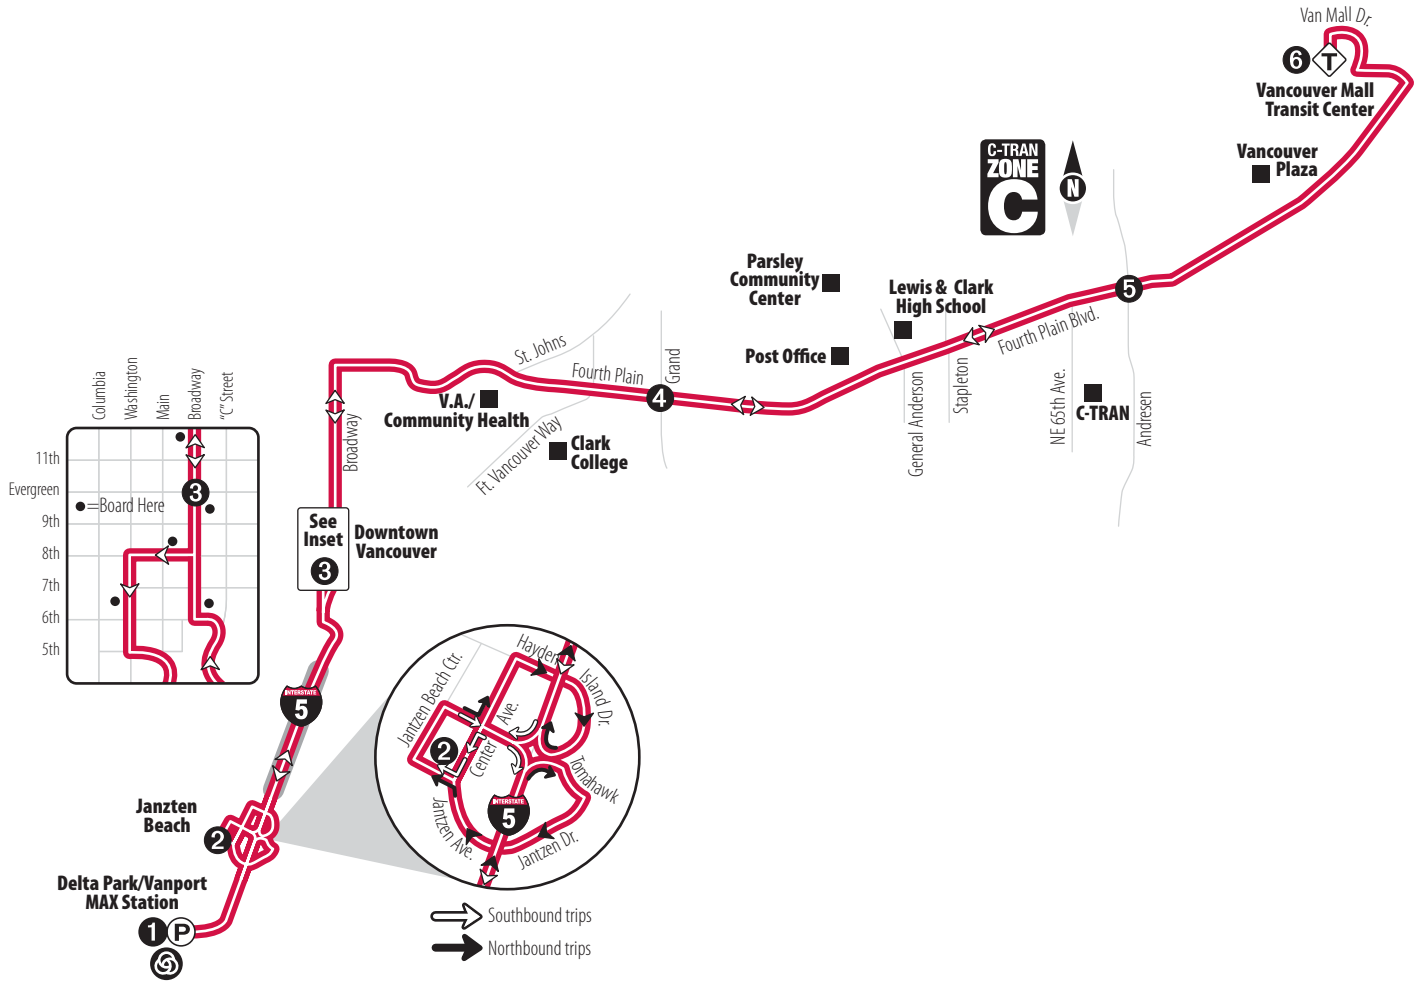 Van Mall Dr.
6
T
Vancouver Mall
Transit Center
C-TRAN
ZONE
C
N
Vancouver
Plaza
Parsley
Community
Center
Lewis & Clark
High School
5
Fourth Plain Blvd.
St. Johns
Post Office
Fourth Plain
Grand
4
V.A./
Community Health
Clark
College
Ft. Vancouver Way
General Anderson
Stapleton
NE 65th Ave.
C-TRAN
Andresen
Broadway
Columbia
Washington
Main
Broadway
"C" Street
11th
Evergreen
9th
8th
7th
6th
5th
3
=Board Here
See
Inset
3
Downtown
Vancouver
INTERSTATE
5
Janzten
Beach
2
Delta Park/Vanport
MAX Station
1
P
Hayden
Island Dr.
Jantzen Beach Ctr.
Ave.
Center
2
Tomahawk
INTERSTATE
5
Jantzen Ave.
Jantzen Dr.
Southbound trips
Northbound trips